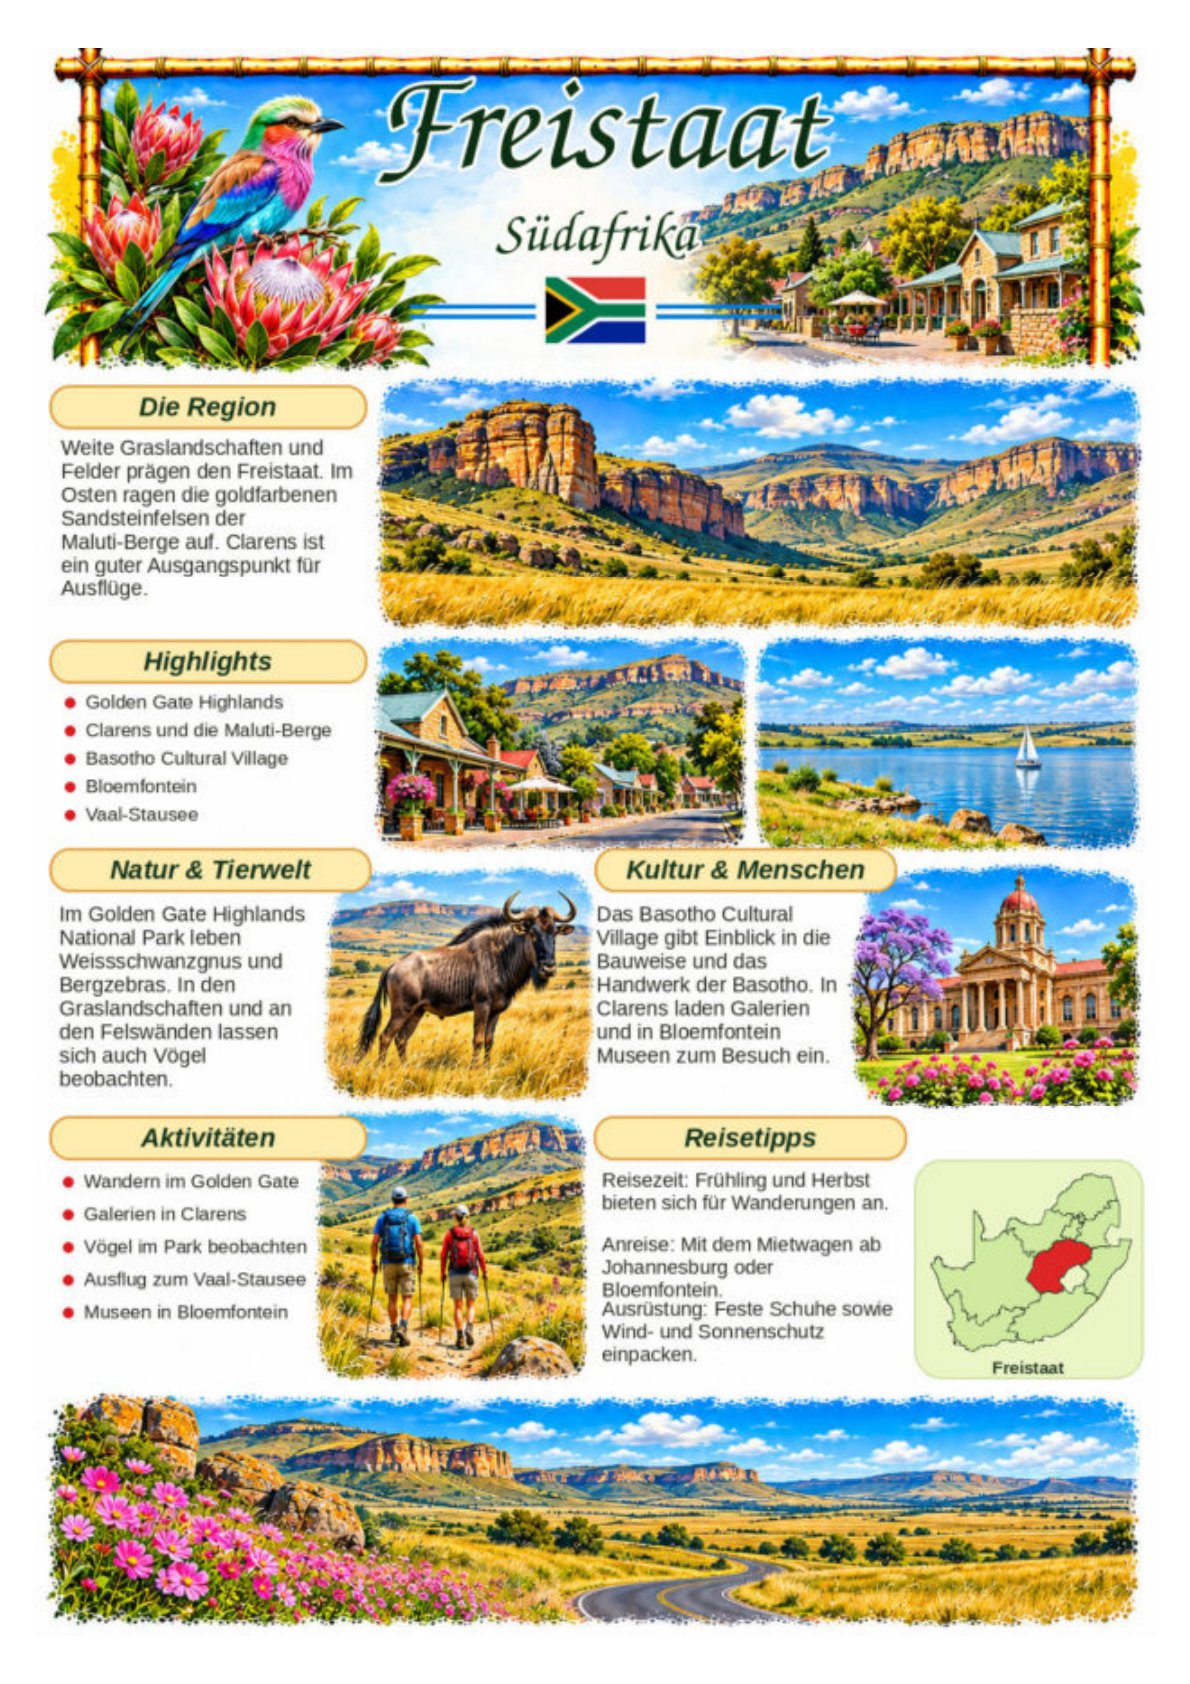 Freistaat
Südafrika
Die Region
Weite Graslandschaften und
Felder prägen den Freistaat. Im
Osten ragen die goldfarbenen
Sandsteinfelsen der
Maluti-Berge auf. Clarens ist
ein guter Ausgangspunkt für
Ausflüge.
Highlights
Golden Gate Highlands
Clarens und die Maluti-Berge
Basotho Cultural Village
Bloemfontein
Vaal-Stausee
Natur & Tierwelt
Im Golden Gate Highlands
National Park leben
Weissschwanzgnus und
Bergzebras. In den
Graslandschaften und an
den Felswänden lassen
sich auch Vögel
beobachten.
Kultur & Menschen
Das Basotho Cultural
Village gibt Einblick in die
Bauweise und das
Handwerk der Basotho. In
Clarens laden Galerien
und in Bloemfontein
Museen zum Besuch ein.
Aktivitäten
Wandern im Golden Gate
Galerien in Clarens
Vögel im Park beobachten
Ausflug zum Vaal-Stausee
Museen in Bloemfontein
Reisetipps
Reisezeit: Frühling und Herbst
bieten sich für Wanderungen an.
Anreise: Mit dem Mietwagen ab
Johannesburg oder
Bloemfontein.
Ausrüstung: Feste Schuhe sowie
Wind- und Sonnenschutz
einpacken.
Freistaat